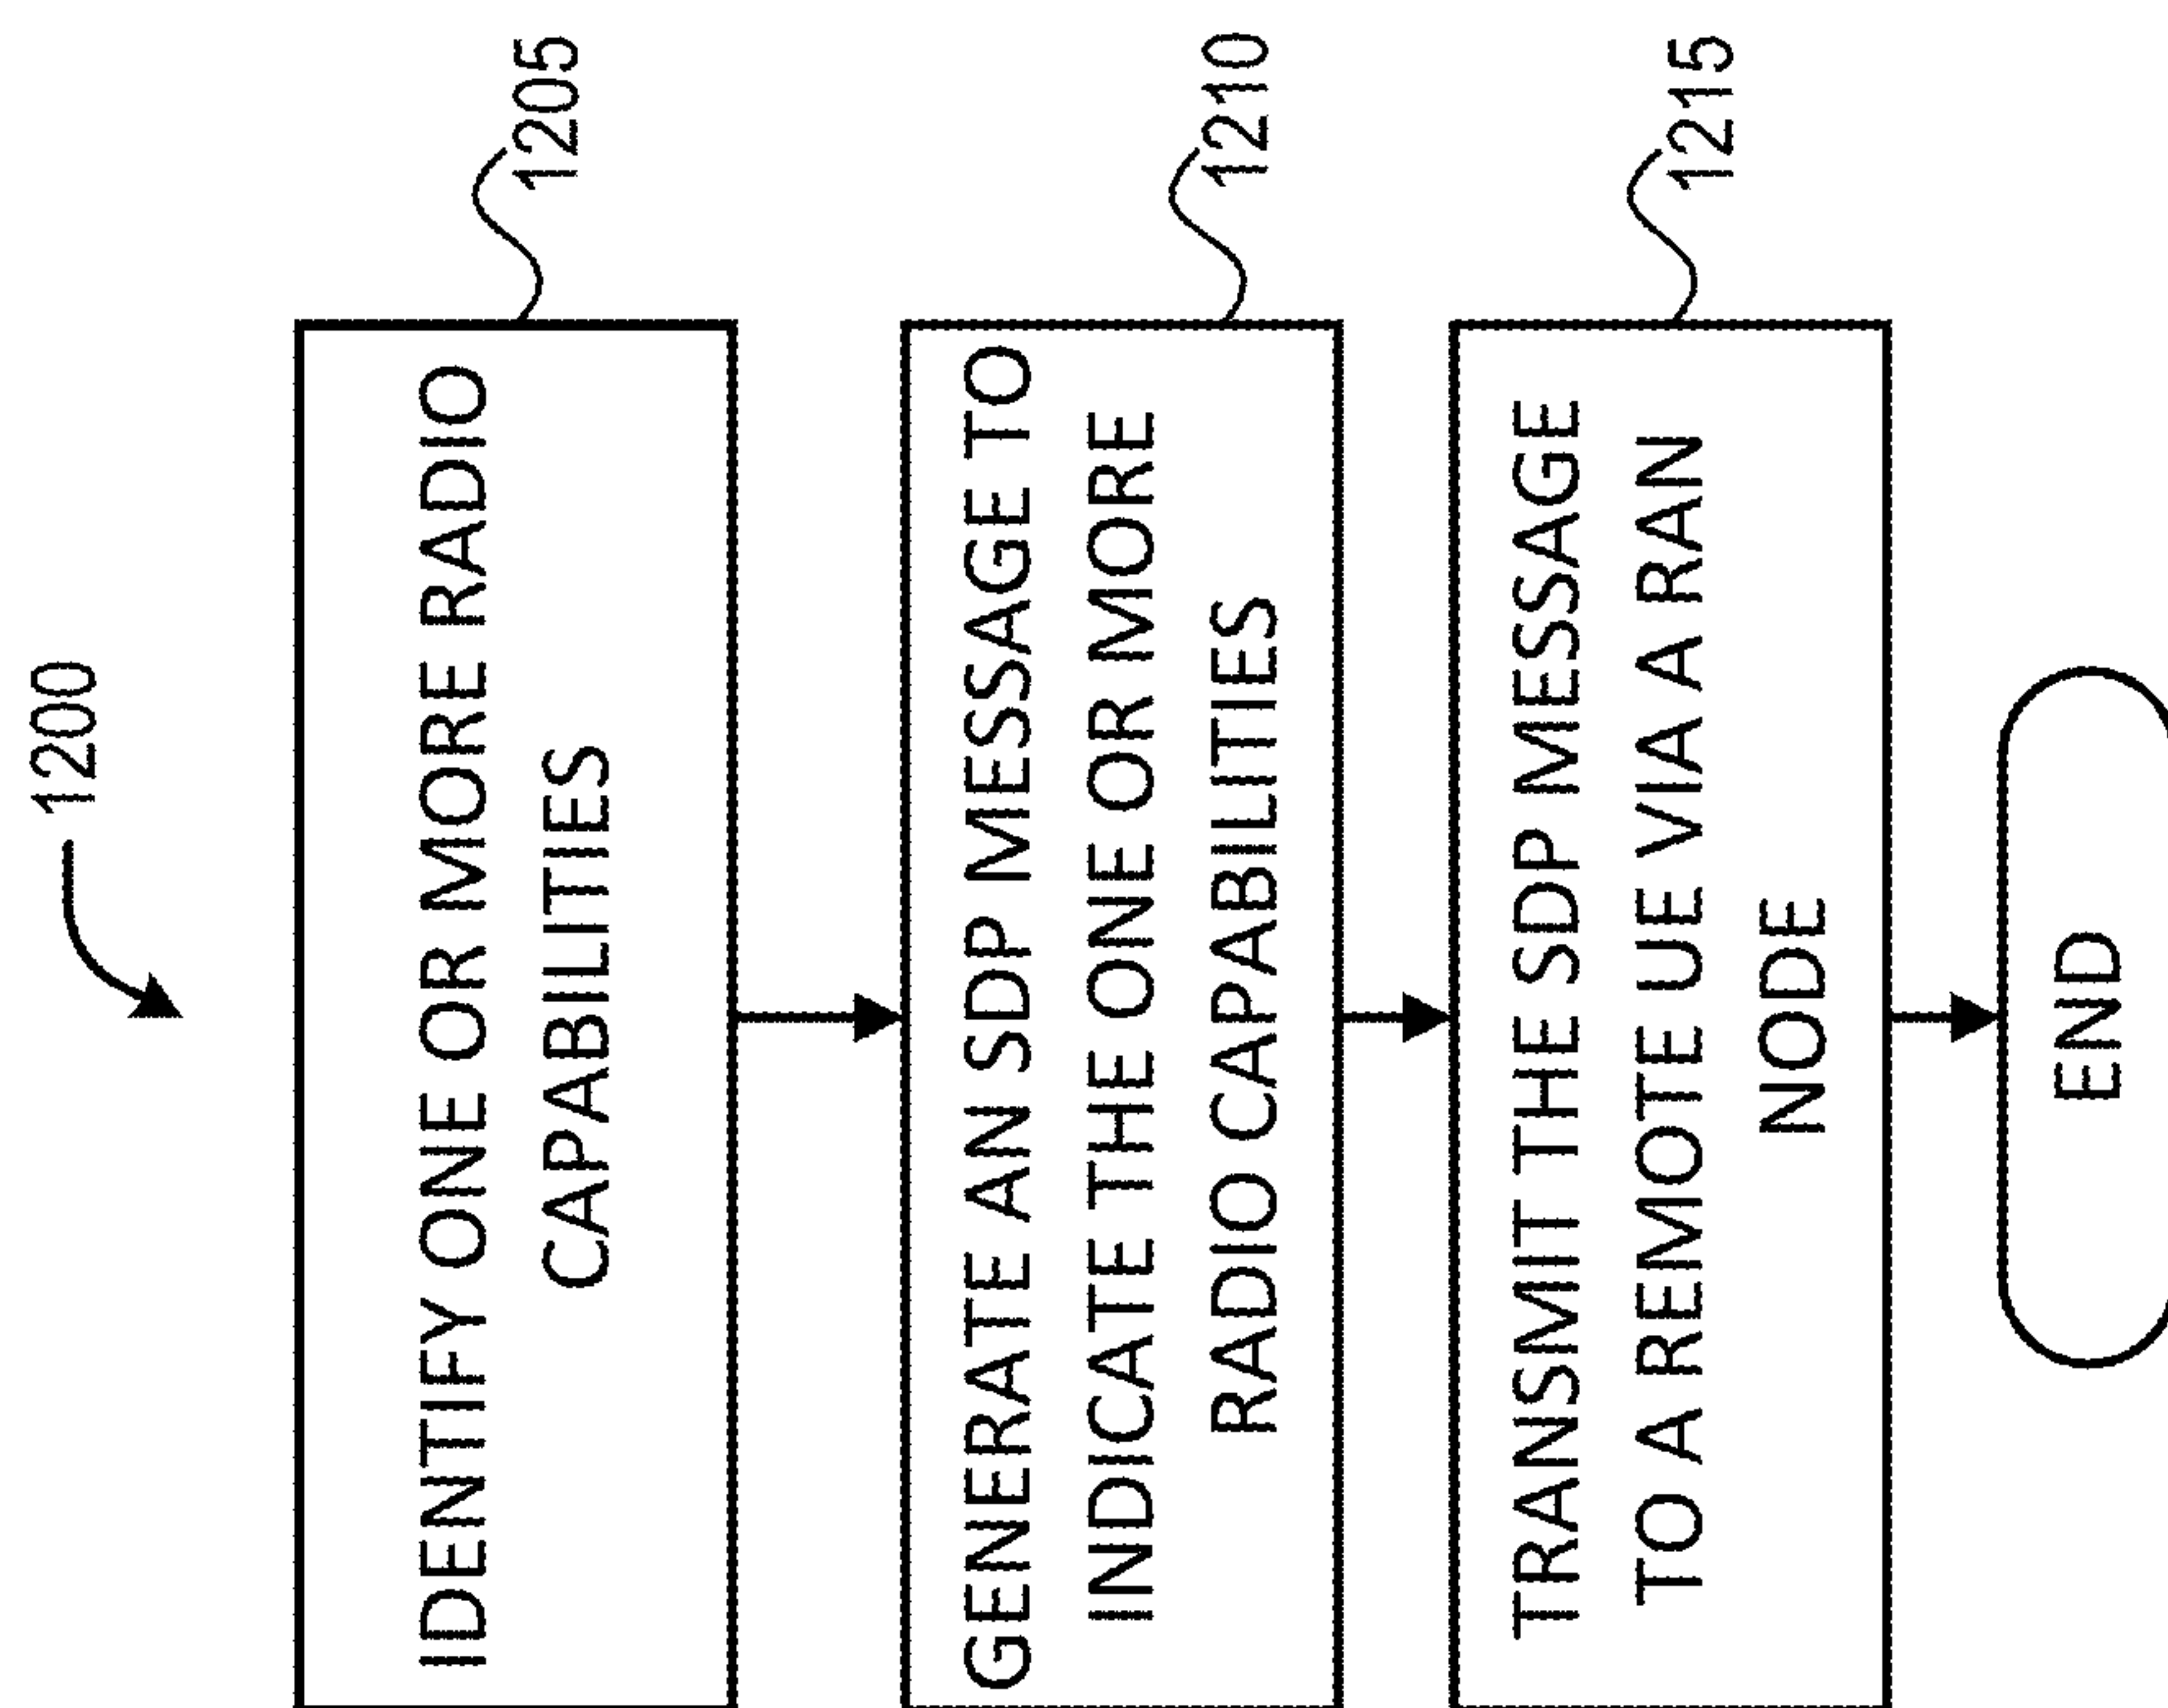 1200
IDENTIFY ONE OR MORE RADIO
CAPABILITIES
1205
GENERATE AN SDP MESSAGE TO
INDICATE THE ONE OR MORE
RADIO CAPABILITIES
1210
TRANSMIT THE SDP MESSAGE
TO A REMOTE UE VIA A RAN
NODE
1215
END